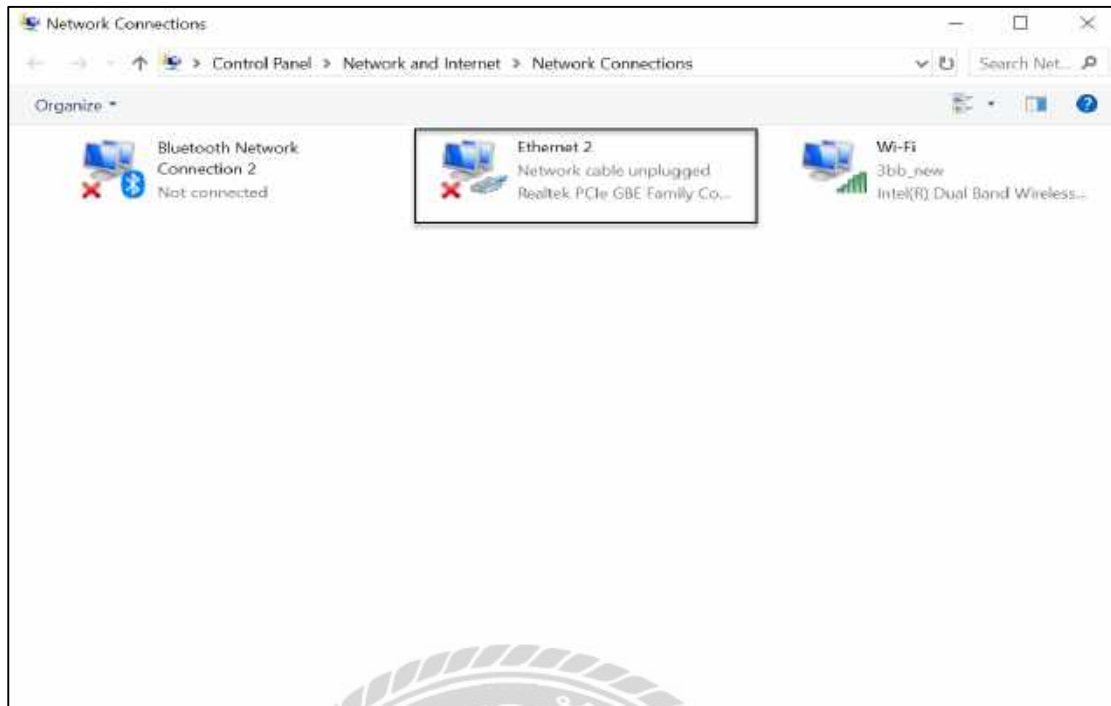 Network Connections
Control Panel > Network and Internet > Network Connections
Search Net...
Organize
Bluetooth Network
Connection 2
Not connected
Ethernet 2
Network cable unplugged
Realtek PCIe GBE Family Co...
Wi-Fi
3bb_new
Intel(R) Dual Band Wireless...